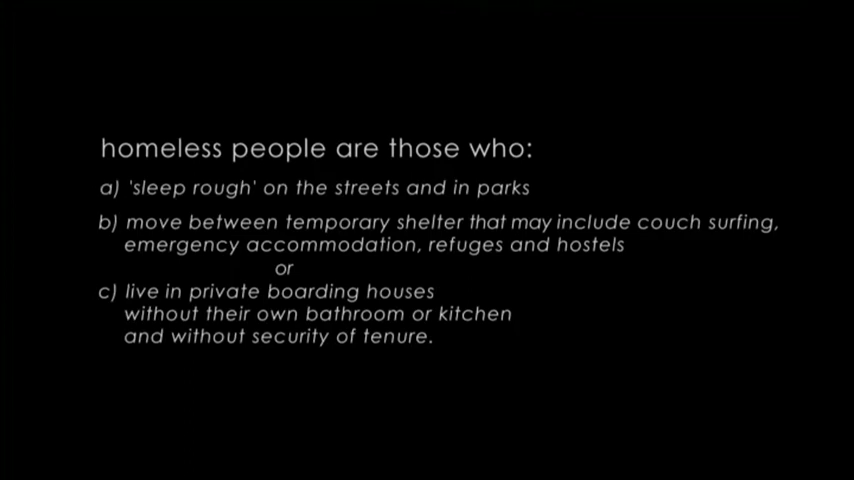 homeless people are those who:
a) 'sleep rough' on the streets and in parks
b) move between temporary shelter that may include couch surfing,
emergency accommodation, refuges and hostels
or
c) live in private boarding houses
without their own bathroom or kitchen
and without security of tenure.